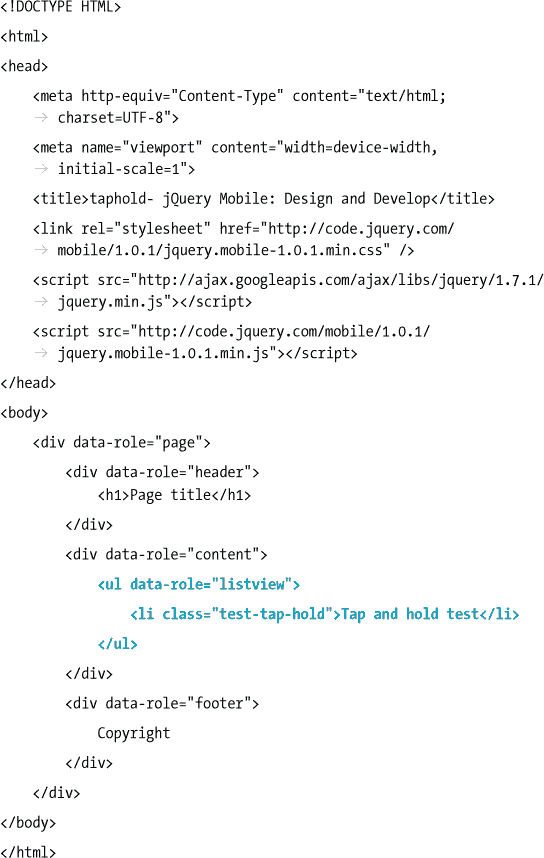 <!DOCTYPE HTML>
<html>
<head>
<meta http-equiv="Content-Type" content="text/html;
→ charset=UTF-8">
<meta name="viewport" content="width=device-width,
→ initial-scale=1">
<title>taphold- jQuery Mobile: Design and Develop</title>
<link rel="stylesheet" href="http://code.jquery.com/
→ mobile/1.0.1/jquery.mobile-1.0.1.min.css" />
<script src="http://ajax.googleapis.com/ajax/libs/jquery/1.7.1/
→ jquery.min.js"></script>
<script src="http://code.jquery.com/mobile/1.0.1/
→ jquery.mobile-1.0.1.min.js"></script>
</head>
<body>
<div data-role="page">
<div data-role="header">
<h1>Page title</h1>
</div>
<div data-role="content">
<ul data-role="listview">
<li class="test-tap-hold">Tap and hold test</li>
</ul>
</div>
<div data-role="footer">
Copyright
</div>
</div>
</body>
</html>